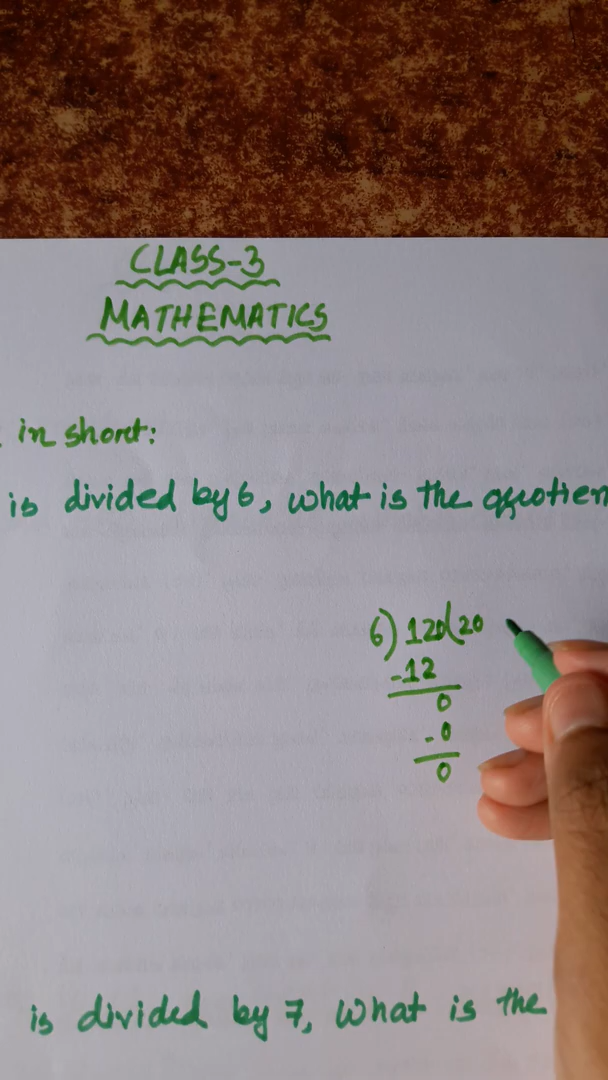 CLASS-3
MATHEMATICS
in short:
is divided by 6, what is the quotien
6) 120(20
-12
0
-0
0
is divided by 7, What is the